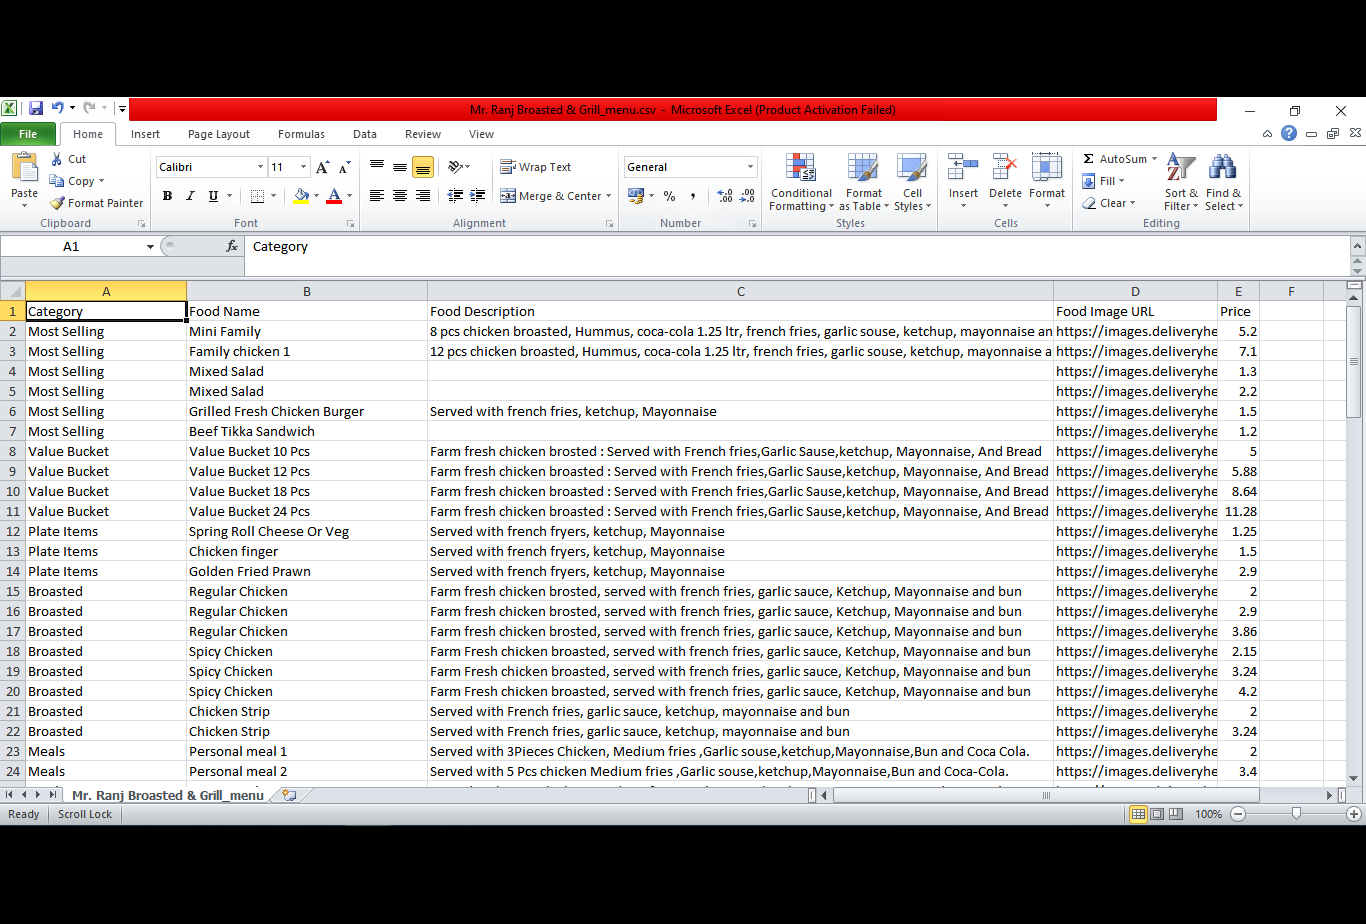 Mr. Ranj Broasted & Grill_menu.csv - Microsoft Excel (Product Activation Failed)
File Home Insert Page Layout Formulas Data Review View
Paste
Cut
Copy
Format Painter
Clipboard
Calibri 11
B I U
Font
Wrap Text
Merge & Center
Alignment
General
Number
Conditional Formatting
Format as Table
Cell Styles
Styles
Insert Delete Format
Cells
Σ AutoSum
Fill
Clear
Sort & Filter
Find & Select
Editing
A1 fx Category
A B C D E F
1 Category Food Name Food Description Food Image URL Price
2 Most Selling Mini Family 8 pcs chicken broasted, Hummus, coca-cola 1.25 ltr, french fries, garlic souse, ketchup, mayonnaise an https://images.deliveryhe 5.2
3 Most Selling Family chicken 1 12 pcs chicken broasted, Hummus, coca-cola 1.25 ltr, french fries, garlic souse, ketchup, mayonnaise a https://images.deliveryhe 7.1
4 Most Selling Mixed Salad https://images.deliveryhe 1.3
5 Most Selling Mixed Salad https://images.deliveryhe 2.2
6 Most Selling Grilled Fresh Chicken Burger Served with french fries, ketchup, Mayonnaise https://images.deliveryhe 1.5
7 Most Selling Beef Tikka Sandwich https://images.deliveryhe 1.2
8 Value Bucket Value Bucket 10 Pcs Farm fresh chicken brosted : Served with French fries,Garlic Sause,ketchup, Mayonnaise, And Bread https://images.deliveryhe 5
9 Value Bucket Value Bucket 12 Pcs Farm fresh chicken broasted : Served with French fries,Garlic Sause,ketchup, Mayonnaise, And Bread https://images.deliveryhe 5.88
10 Value Bucket Value Bucket 18 Pcs Farm fresh chicken broasted : Served with French fries,Garlic Sause,ketchup, Mayonnaise, And Bread https://images.deliveryhe 8.64
11 Value Bucket Value Bucket 24 Pcs Farm fresh chicken broasted : Served with French fries,Garlic Sause,ketchup, Mayonnaise, And Bread https://images.deliveryhe 11.28
12 Plate Items Spring Roll Cheese Or Veg Served with french fryers, ketchup, Mayonnaise https://images.deliveryhe 1.25
13 Plate Items Chicken finger Served with french fryers, ketchup, Mayonnaise https://images.deliveryhe 1.5
14 Plate Items Golden Fried Prawn Served with french fryers, ketchup, Mayonnaise https://images.deliveryhe 2.9
15 Broasted Regular Chicken Farm fresh chicken brosted, served with french fries, garlic sauce, Ketchup, Mayonnaise and bun https://images.deliveryhe 2
16 Broasted Regular Chicken Farm fresh chicken brosted, served with french fries, garlic sauce, Ketchup, Mayonnaise and bun https://images.deliveryhe 2.9
17 Broasted Regular Chicken Farm fresh chicken brosted, served with french fries, garlic sauce, Ketchup, Mayonnaise and bun https://images.deliveryhe 3.86
18 Broasted Spicy Chicken Farm Fresh chicken broasted, served with french fries, garlic sauce, Ketchup, Mayonnaise and bun https://images.deliveryhe 2.15
19 Broasted Spicy Chicken Farm Fresh chicken broasted, served with french fries, garlic sauce, Ketchup, Mayonnaise and bun https://images.deliveryhe 3.24
20 Broasted Spicy Chicken Farm Fresh chicken broasted, served with french fries, garlic sauce, Ketchup, Mayonnaise and bun https://images.deliveryhe 4.2
21 Broasted Chicken Strip Served with French fries, garlic sauce, ketchup, mayonnaise and bun https://images.deliveryhe 2
22 Broasted Chicken Strip Served with French fries, garlic sauce, ketchup, mayonnaise and bun https://images.deliveryhe 3.24
23 Meals Personal meal 1 Served with 3Pieces Chicken, Medium fries ,Garlic souse,ketchup,Mayonnaise,Bun and Coca Cola. https://images.deliveryhe 2
24 Meals Personal meal 2 Served with 5 Pcs chicken Medium fries ,Garlic souse,ketchup,Mayonnaise,Bun and Coca-Cola. https://images.deliveryhe 3.4
Mr. Ranj Broasted & Grill_menu
Ready Scroll Lock 100%